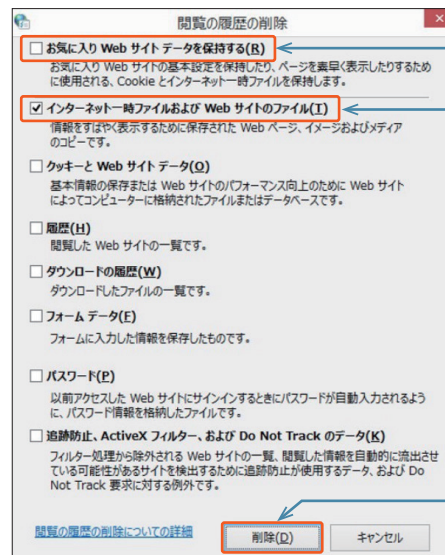 閲覧の履歴の削除
お気に入り Web サイト データを保持する(R)
お気に入り Web サイトの基本設定を保持したり、ページを素早く表示したりするため
に使用される、Cookie とインターネット一時ファイルを保持します。
インターネット一時ファイルおよび Web サイトのファイル(T)
情報をすばやく表示するために保存された Web ページ、イメージおよびメディア
のコピーです。
クッキーと Web サイト データ(O)
基本情報の保存または Web サイトのパフォーマンス向上のために Web サイト
によってコンピューターに格納されたファイルまたはデータベースです。
履歴(H)
閲覧した Web サイトの一覧です。
ダウンロードの履歴(W)
ダウンロードしたファイルの一覧です。
フォーム データ(F)
フォームに入力した情報を保存したものです。
パスワード(P)
以前アクセスした Web サイトにサインインするときにパスワードが自動入力されるよう
に、パスワード情報を格納したファイルです。
追跡防止、ActiveX フィルター、および Do Not Track のデータ(K)
フィルター処理から除外される Web サイトの一覧、閲覧した情報を自動的に流出させ
ている可能性があるサイトを検出するために追跡防止が使用するデータ、および Do
Not Track 要求に対する例外です。
閲覧の履歴の削除についての詳細
削除(D)
キャンセル